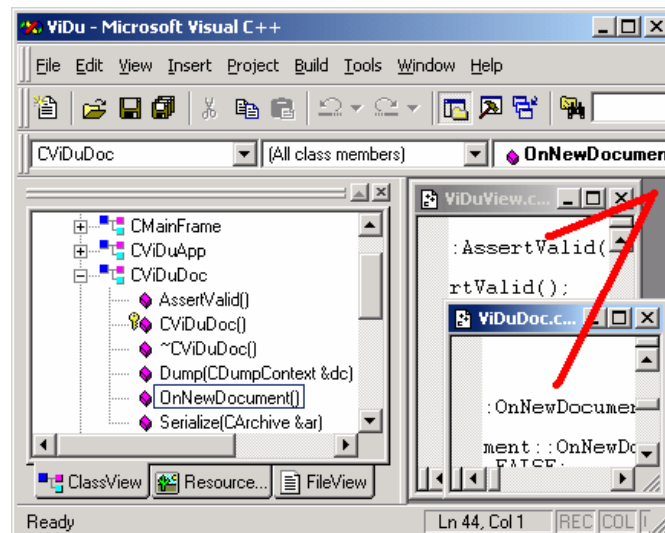 ViDu - Microsoft Visual C++
File Edit View Insert Project Build Tools Window Help
CViDuDoc (All class members) OnNewDocumen
CMainFrame
CViDuApp
CViDuDoc
AssertValid()
CViDuDoc()
~CViDuDoc()
Dump(CDumpContext &dc)
OnNewDocument()
Serialize(CArchive &ar)
ClassView Resource... FileView
ViDuView.c...
:AssertValid(
rtValid();
ViDuDoc.c...
:OnNewDocumen
ment::OnNewDo
FALSE;
Ready Ln 44, Col 1 REC COL